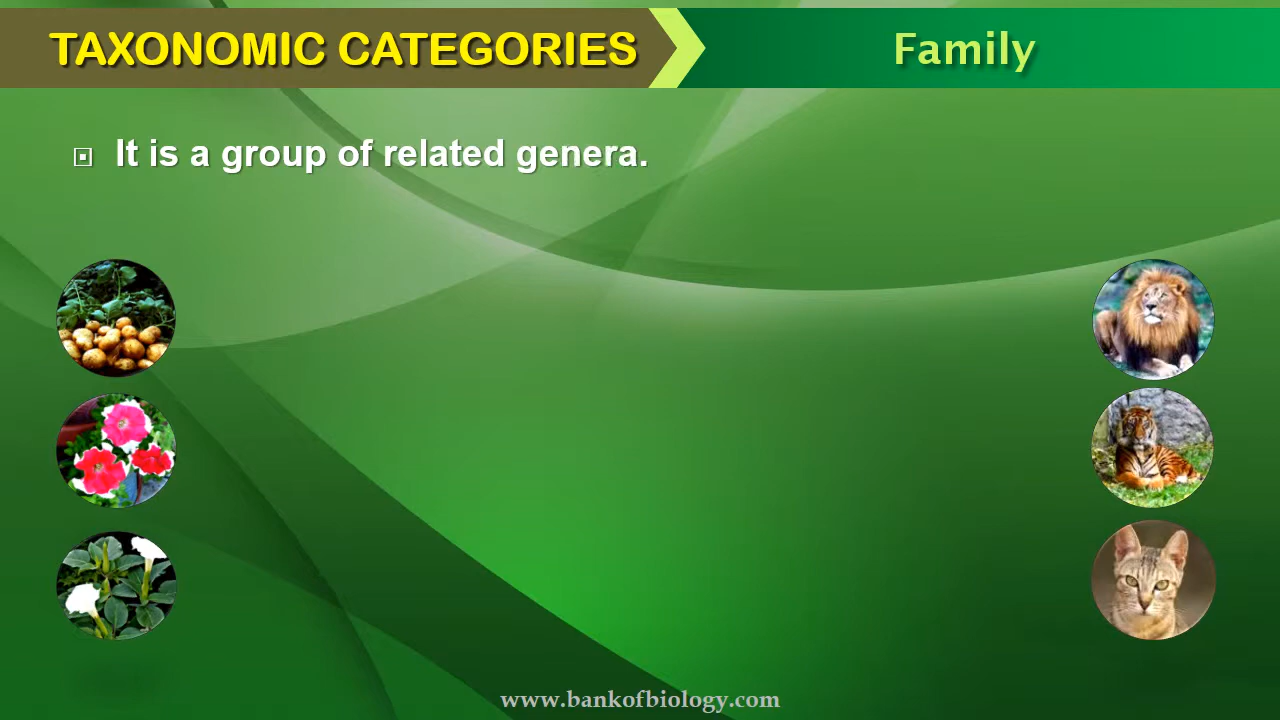 TAXONOMIC CATEGORIES
Family
It is a group of related genera.
www.bankofbiology.com